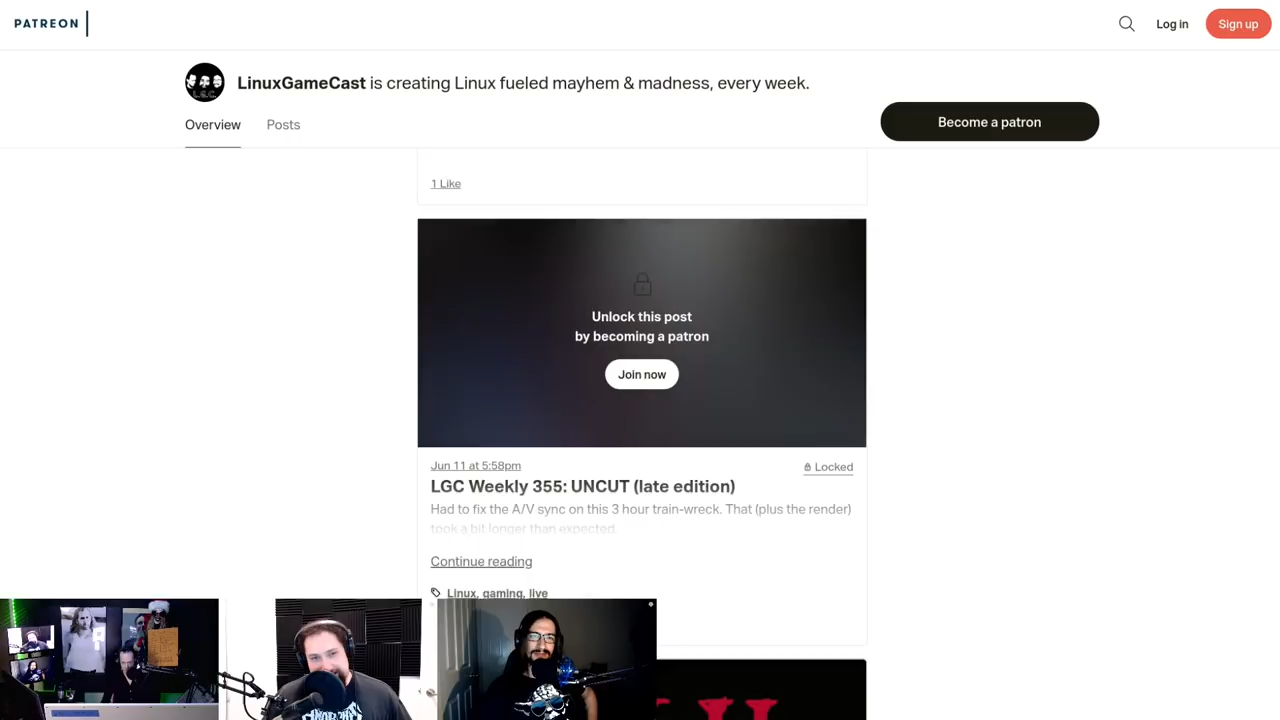 PATREON
Log in
Sign up
LinuxGameCast is creating Linux fueled mayhem & madness, every week.
Overview
Posts
Become a patron
1 Like
Unlock this post
by becoming a patron
Join now
Jun 11 at 5:58pm
Locked
LGC Weekly 355: UNCUT (late edition)
Had to fix the A/V sync on this 3 hour train-wreck. That (plus the render)
took a bit longer than expected.
Continue reading
Linux, gaming, live